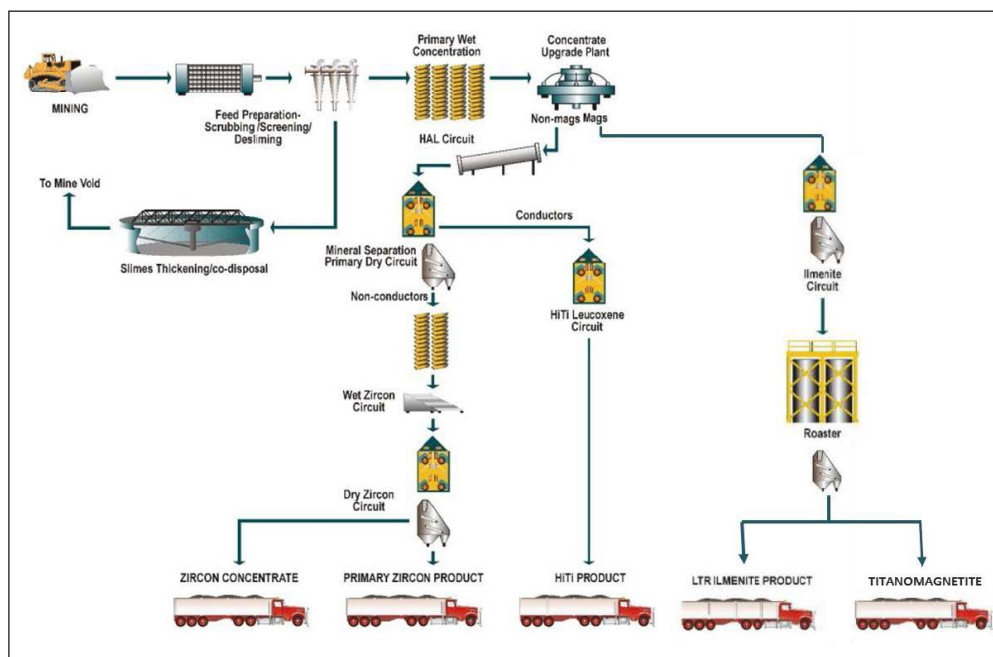 MINING
Feed Preparation-
Scrubbing /Screening/
Desliming
Primary Wet
Concentration
HAL Circuit
Concentrate
Upgrade Plant
Non-mags Mags
To Mine Void
Slimes Thickening/co-disposal
Mineral Separation
Primary Dry Circuit
Conductors
Non-conductors
HiTi Leucoxene
Circuit
Ilmenite
Circuit
Wet Zircon
Circuit
Roaster
Dry Zircon
Circuit
ZIRCON CONCENTRATE
PRIMARY ZIRCON PRODUCT
HiTi PRODUCT
LTR ILMENITE PRODUCT
TITANOMAGNETITE